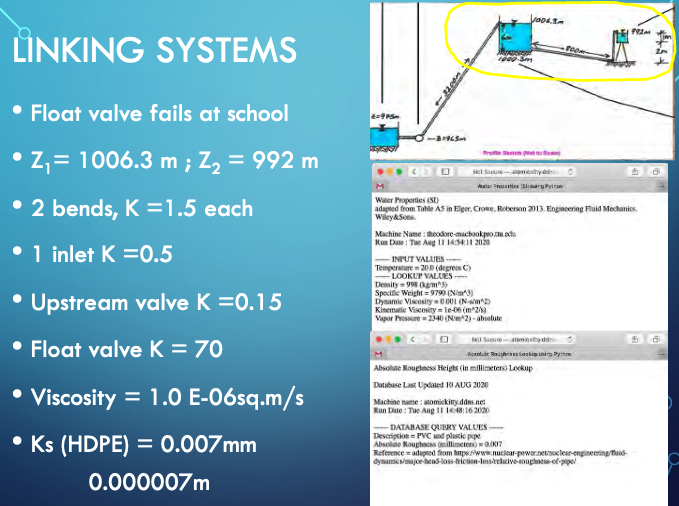 LINKING SYSTEMS
• Float valve fails at school
• Z1= 1006.3 m ; Z2 = 992 m
• 2 bends, K =1.5 each
• 1 inlet K =0.5
• Upstream valve K =0.15
• Float valve K = 70
• Viscosity = 1.0 E-06sq.m/s
• Ks (HDPE) = 0.007mm
0.000007m
1006.3m
992m
800m
2m
1000.3m
3200m
Z=975m
B=965m
Profile Sketch (Not to Scale)
Not Secure — atomickitty.ddns
Water Properties (SI) using Python
Water Properties (SI)
adapted from Table A5 in Elger, Crowe, Roberson 2013. Engineering Fluid Mechanics.
Wiley&Sons.
Machine Name : theodore-macbookpro.ttu.edu
Run Date : Tue Aug 11 14:54:11 2020
------ INPUT VALUES ------
Temperature = 20.0 (degrees C)
------ LOOKUP VALUES -----
Density = 998 (kg/m^3)
Specific Weight = 9790 (N/m^3)
Dynamic Viscosity = 0.001 (N-s/m^2)
Kinematic Viscosity = 1e-06 (m^2/s)
Vapor Pressure = 2340 (N/m^2) - absolute
Not Secure — atomickitty.ddns
Absolute Roughness Lookup using Python
Absolute Roughness Height (in millimeters) Lookup
Database Last Updated 10 AUG 2020
Machine name : atomickitty.ddns.net
Run Date : Tue Aug 11 14:48:16 2020
------ DATABASE QUERY VALUES ------
Description = PVC and plastic pipe
Absolute Roughness (millimeters) = 0.007
Reference = adapted from https://www.nuclear-power.net/nuclear-engineering/fluid-
dynamics/major-head-loss-friction-loss/relative-roughness-of-pipe/